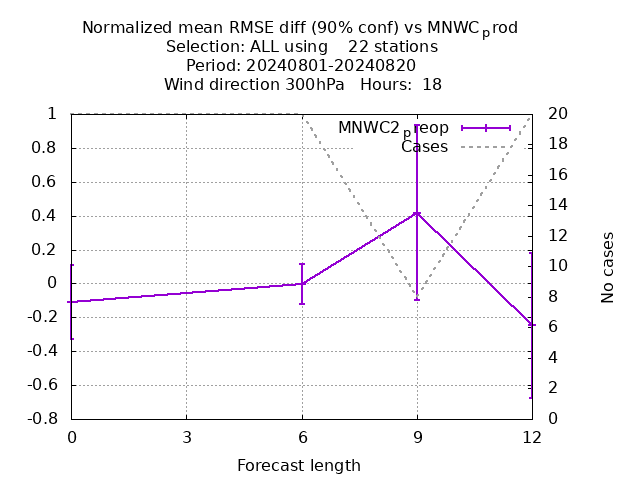 Normalized mean RMSE diff (90% conf) vs MNWCprod
Selection: ALL using    22 stations
Period: 20240801-20240820
Wind direction 300hPa   Hours:  18
MNWC2preop
Cases
1
0.8
0.6
0.4
0.2
0
-0.2
-0.4
-0.6
-0.8
20
18
16
14
12
10
8
6
4
2
0
No cases
0 3 6 9 12
Forecast length